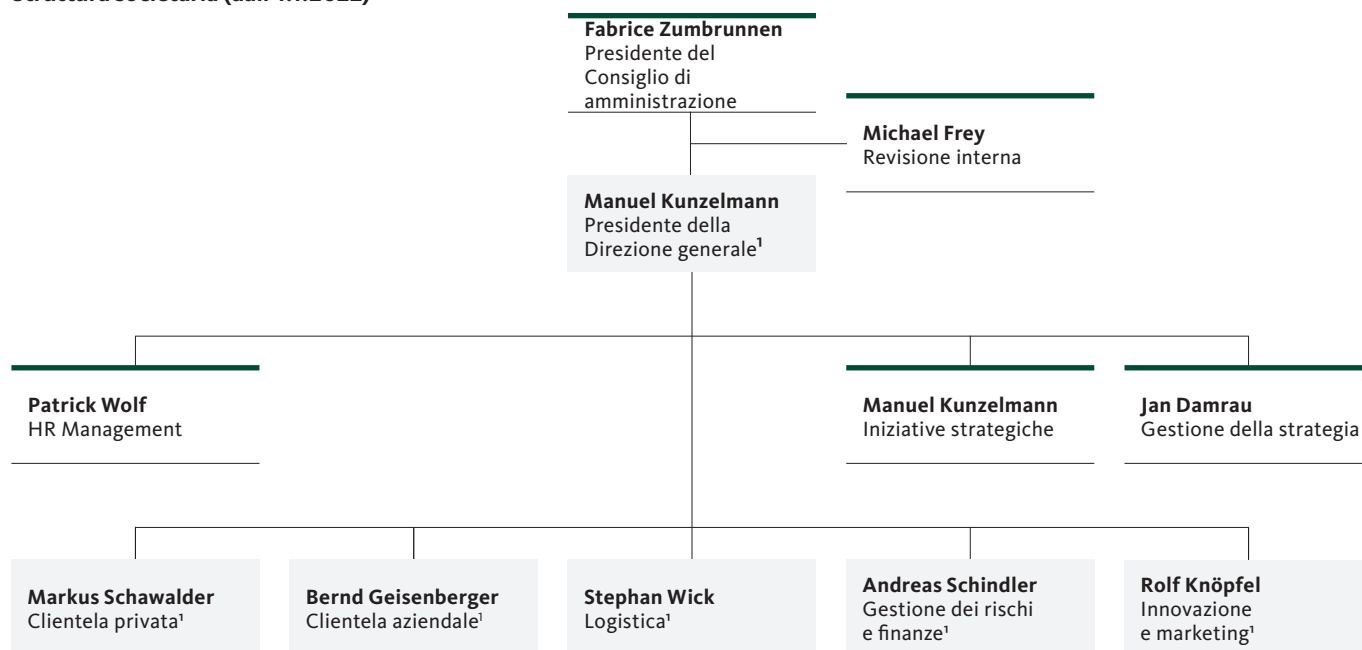 Fabrice Zumbrunnen
Presidente del
Consiglio di
amministrazione
Michael Frey
Revisione interna
Manuel Kunzelmann
Presidente della
Direzione generale¹
Patrick Wolf
HR Management
Manuel Kunzelmann
Iniziative strategiche
Jan Damrau
Gestione della strategia
Markus Schawalder
Clientela privata¹
Bernd Geisenberger
Clientela aziendale¹
Stephan Wick
Logistica¹
Andreas Schindler
Gestione dei rischi
e finanze¹
Rolf Knöpfel
Innovazione
e marketing¹